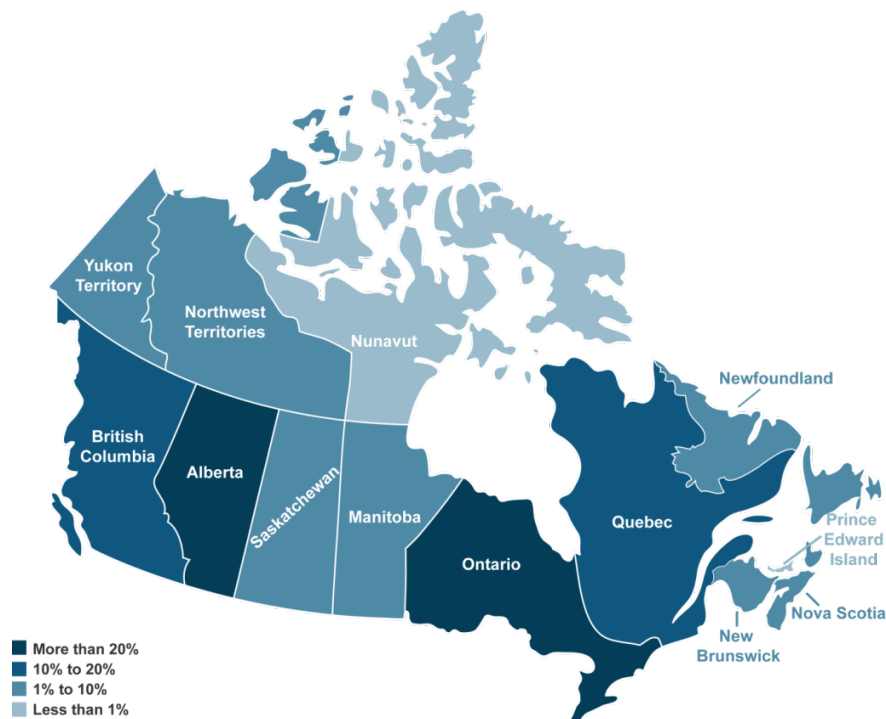 Yukon
Territory
Northwest
Territories
Nunavut
British
Columbia
Alberta
Saskatchewan
Manitoba
Ontario
Quebec
Newfoundland
Prince
Edward
Island
Nova Scotia
New
Brunswick
More than 20%
10% to 20%
1% to 10%
Less than 1%